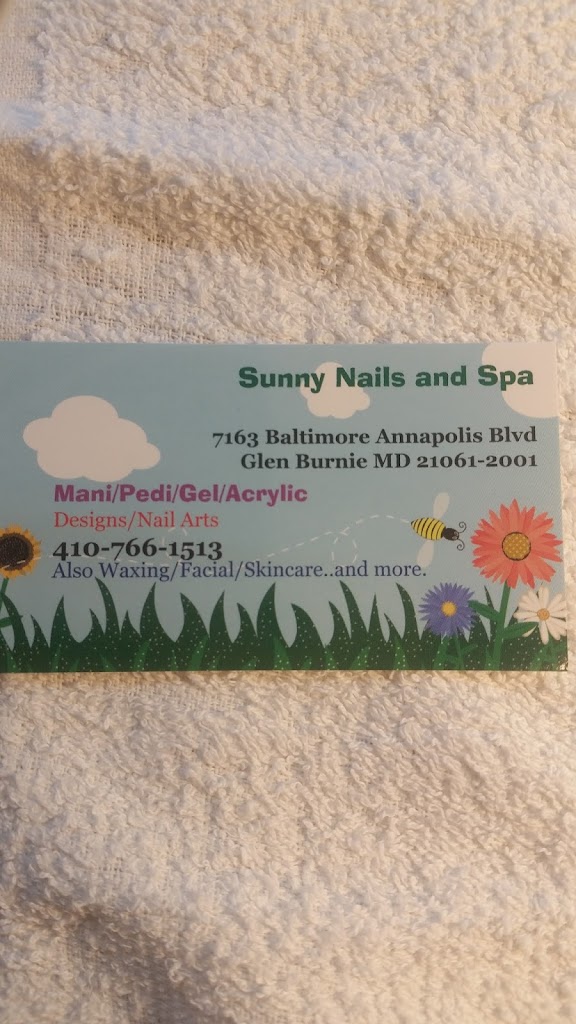 Sunny Nails and Spa
7163 Baltimore Annapolis Blvd
Glen Burnie MD 21061-2001
Mani/Pedi/Gel/Acrylic
Designs/Nail Arts
410-766-1513
Also Waxing/Facial/Skincare..and more.